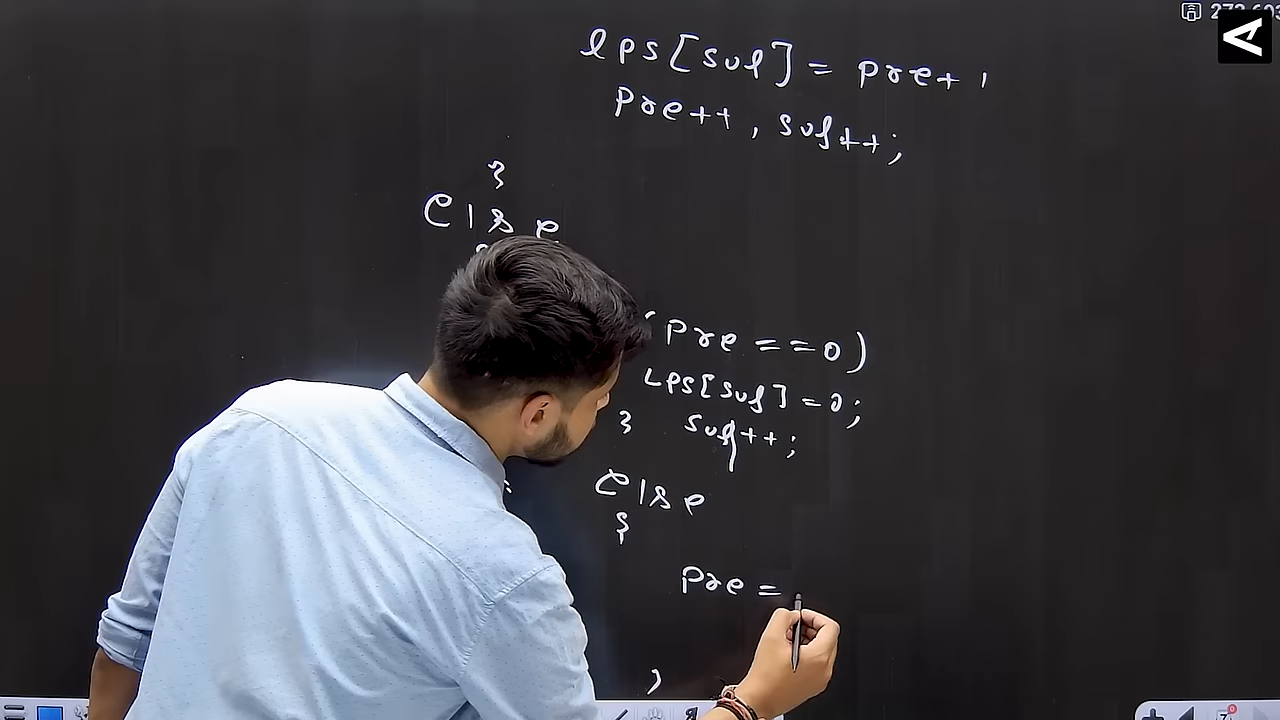 lps[suf] = pre+1
pre++, suf++;
}
else
(pre == 0)
LPS[suf] = 0;
} suf++;
else
{
pre =